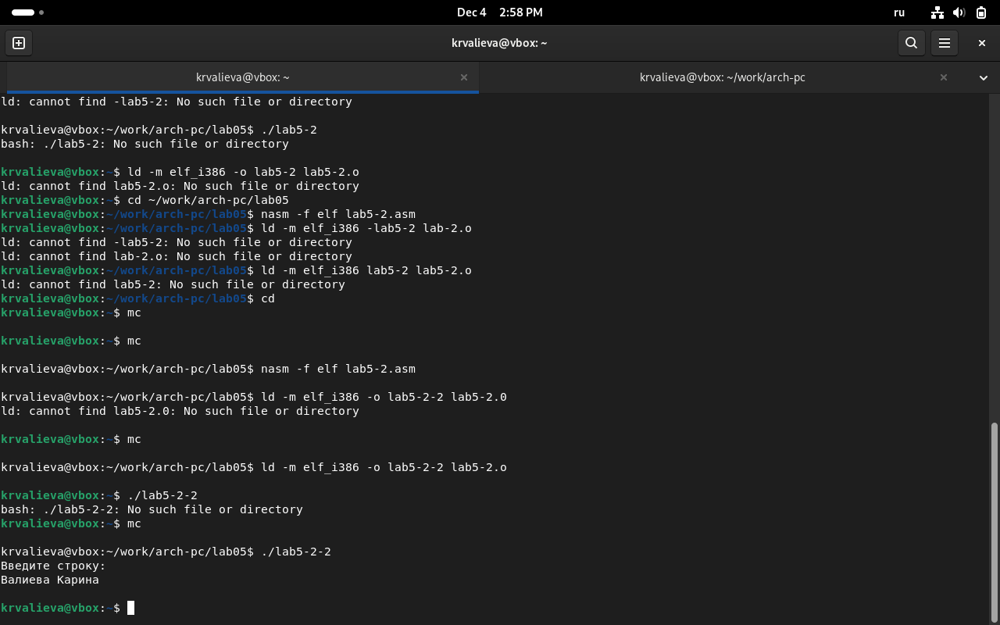 Dec 4 2:58 PM
ru
krvalieva@vbox: ~
krvalieva@vbox: ~
krvalieva@vbox: ~/work/arch-pc
ld: cannot find -lab5-2: No such file or directory
krvalieva@vbox:~/work/arch-pc/lab05$ ./lab5-2
bash: ./lab5-2: No such file or directory
krvalieva@vbox:~$ ld -m elf_i386 -o lab5-2 lab5-2.o
ld: cannot find lab5-2.o: No such file or directory
krvalieva@vbox:~$ cd ~/work/arch-pc/lab05
krvalieva@vbox:~/work/arch-pc/lab05$ nasm -f elf lab5-2.asm
krvalieva@vbox:~/work/arch-pc/lab05$ ld -m elf_i386 -lab5-2 lab-2.o
ld: cannot find -lab5-2: No such file or directory
ld: cannot find lab-2.o: No such file or directory
krvalieva@vbox:~/work/arch-pc/lab05$ ld -m elf_i386 lab5-2 lab5-2.o
ld: cannot find lab5-2: No such file or directory
krvalieva@vbox:~/work/arch-pc/lab05$ cd
krvalieva@vbox:~$ mc
krvalieva@vbox:~$ mc
krvalieva@vbox:~/work/arch-pc/lab05$ nasm -f elf lab5-2.asm
krvalieva@vbox:~/work/arch-pc/lab05$ ld -m elf_i386 -o lab5-2-2 lab5-2.0
ld: cannot find lab5-2.0: No such file or directory
krvalieva@vbox:~$ mc
krvalieva@vbox:~/work/arch-pc/lab05$ ld -m elf_i386 -o lab5-2-2 lab5-2.o
krvalieva@vbox:~$ ./lab5-2-2
bash: ./lab5-2-2: No such file or directory
krvalieva@vbox:~$ mc
krvalieva@vbox:~/work/arch-pc/lab05$ ./lab5-2-2
Введите строку:
Валиева Карина
krvalieva@vbox:~$